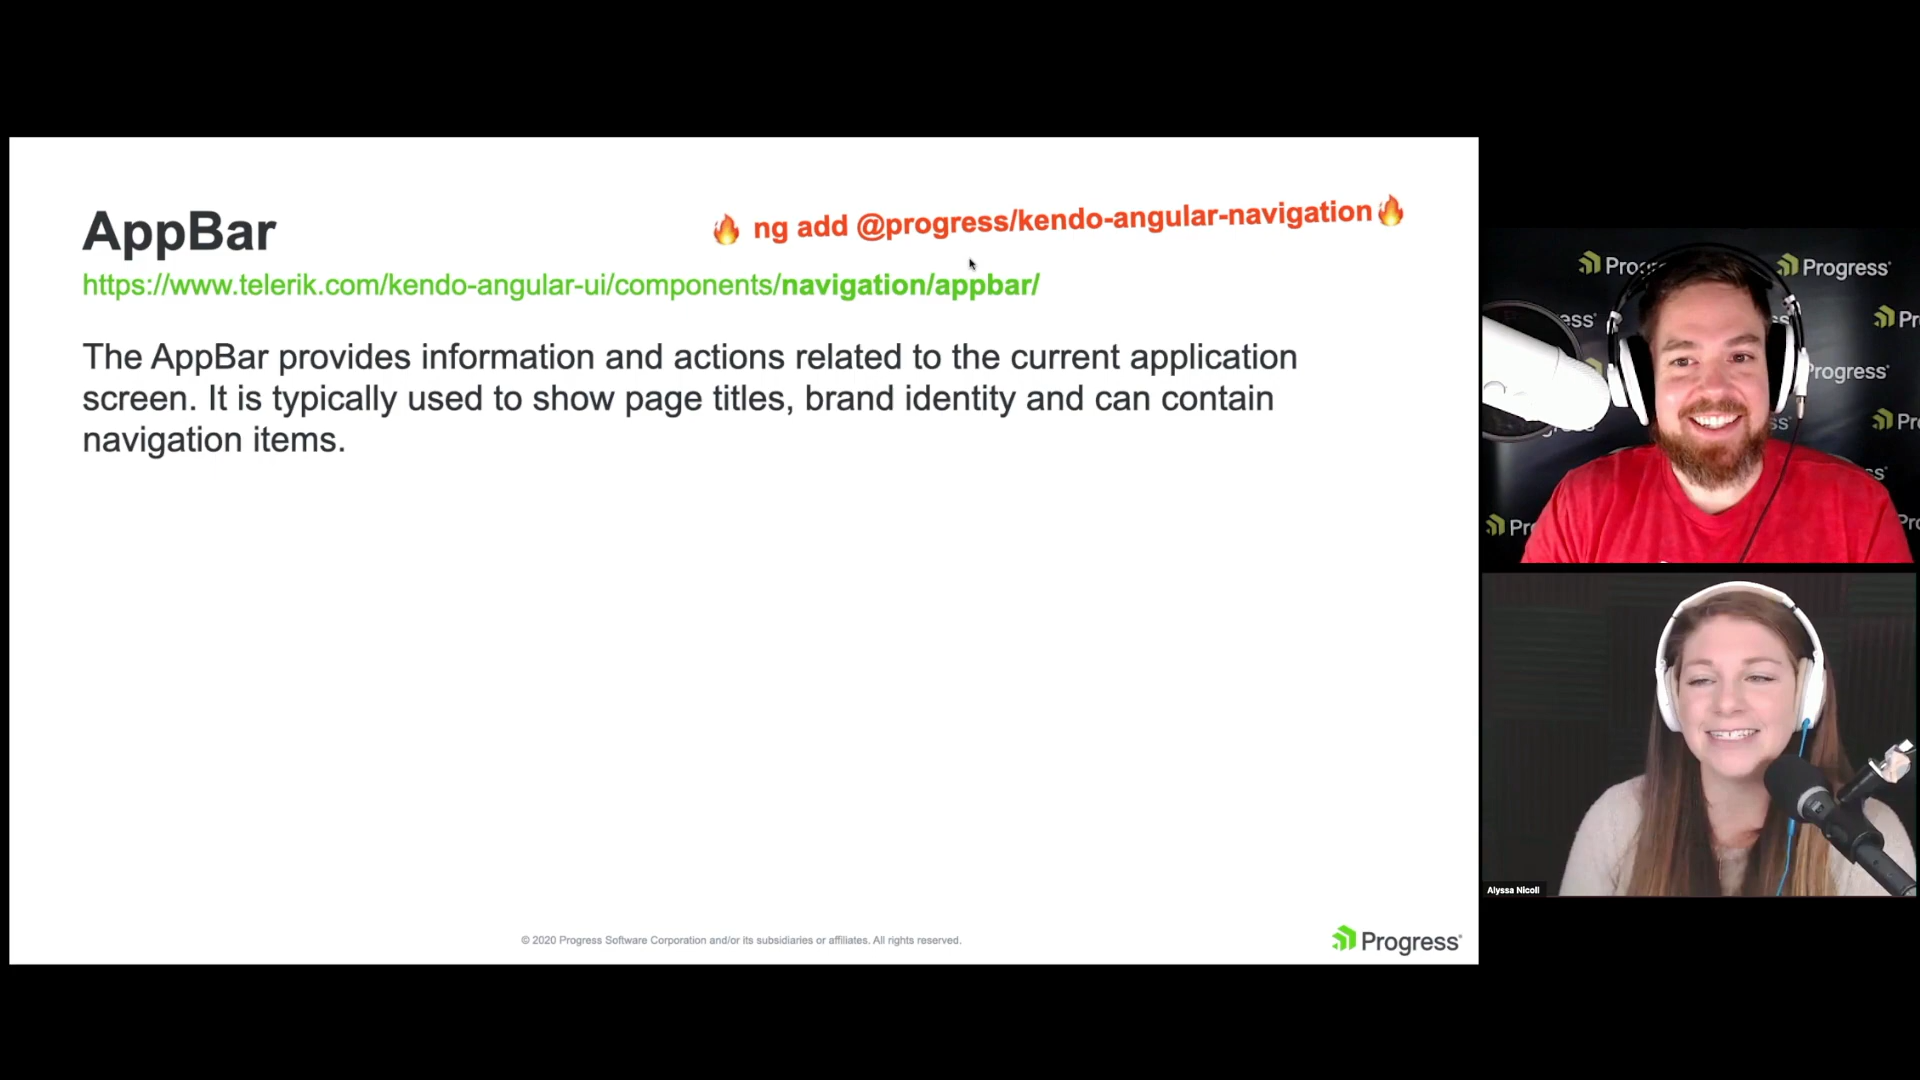 AppBar
🔥 ng add @progress/kendo-angular-navigation🔥
https://www.telerik.com/kendo-angular-ui/components/navigation/appbar/
The AppBar provides information and actions related to the current application
screen. It is typically used to show page titles, brand identity and can contain
navigation items.
© 2020 Progress Software Corporation and/or its subsidiaries or affiliates. All rights reserved.
Progress
Progress
Progress
Progress
Alyssa Nicoll